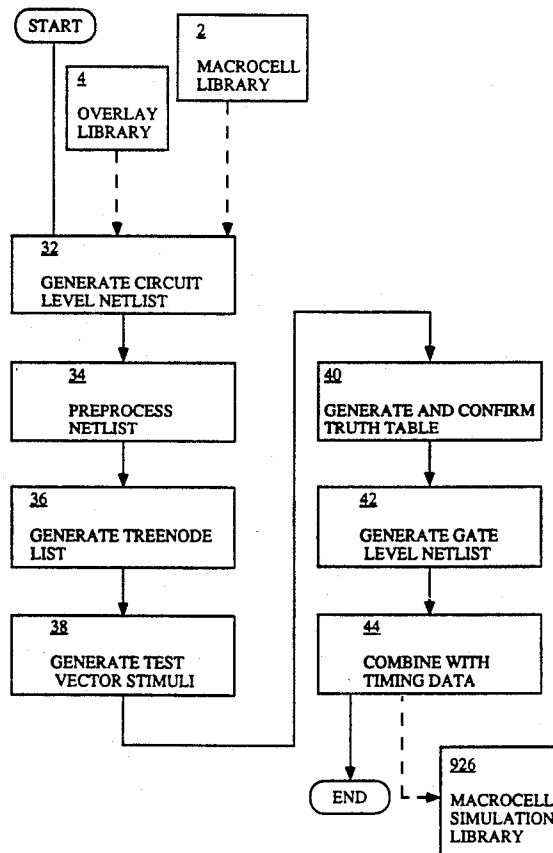 START
2
MACROCELL
LIBRARY
4
OVERLAY
LIBRARY
32
GENERATE CIRCUIT
LEVEL NETLIST
34
PREPROCESS
NETLIST
36
GENERATE TREENODE
LIST
38
GENERATE TEST
VECTOR STIMULI
40
GENERATE AND CONFIRM
TRUTH TABLE
42
GENERATE GATE
LEVEL NETLIST
44
COMBINE WITH
TIMING DATA
END
926
MACROCELL
SIMULATION
LIBRARY